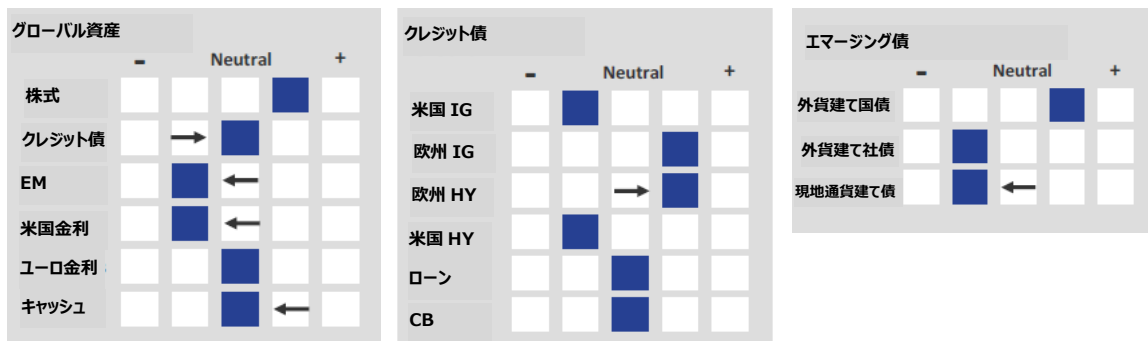 グローバル資産
- Neutral +
株式
クレジット債
EM
米国金利
ユーロ金利
キャッシュ
クレジット債
- Neutral +
米国 IG
欧州 IG
欧州 HY
米国 HY
ローン
CB
エマージング債
- Neutral +
外貨建て国債
外貨建て社債
現地通貨建て債